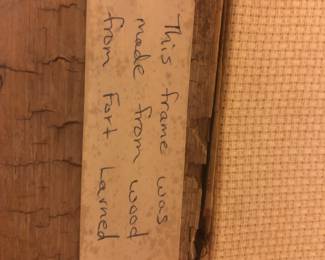 This frame was
made from wood
from Fort Larned